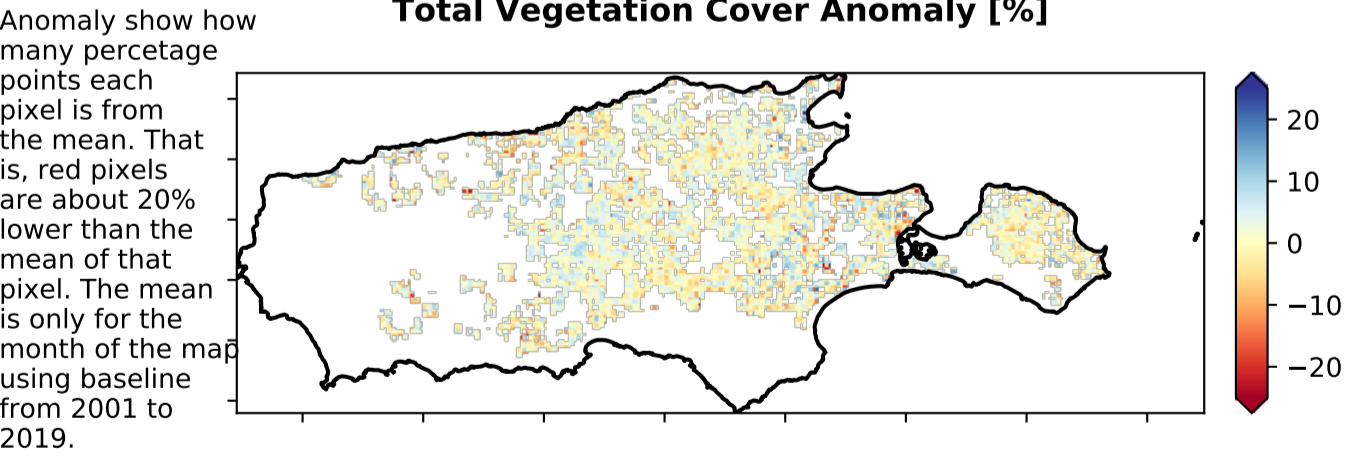 Total Vegetation Cover Anomaly [%]
Anomaly show how
many percetage
points each
pixel is from
the mean. That
is, red pixels
are about 20%
lower than the
mean of that
pixel. The mean
is only for the
month of the map
using baseline
from 2001 to
2019.
20
10
0
−10
−20